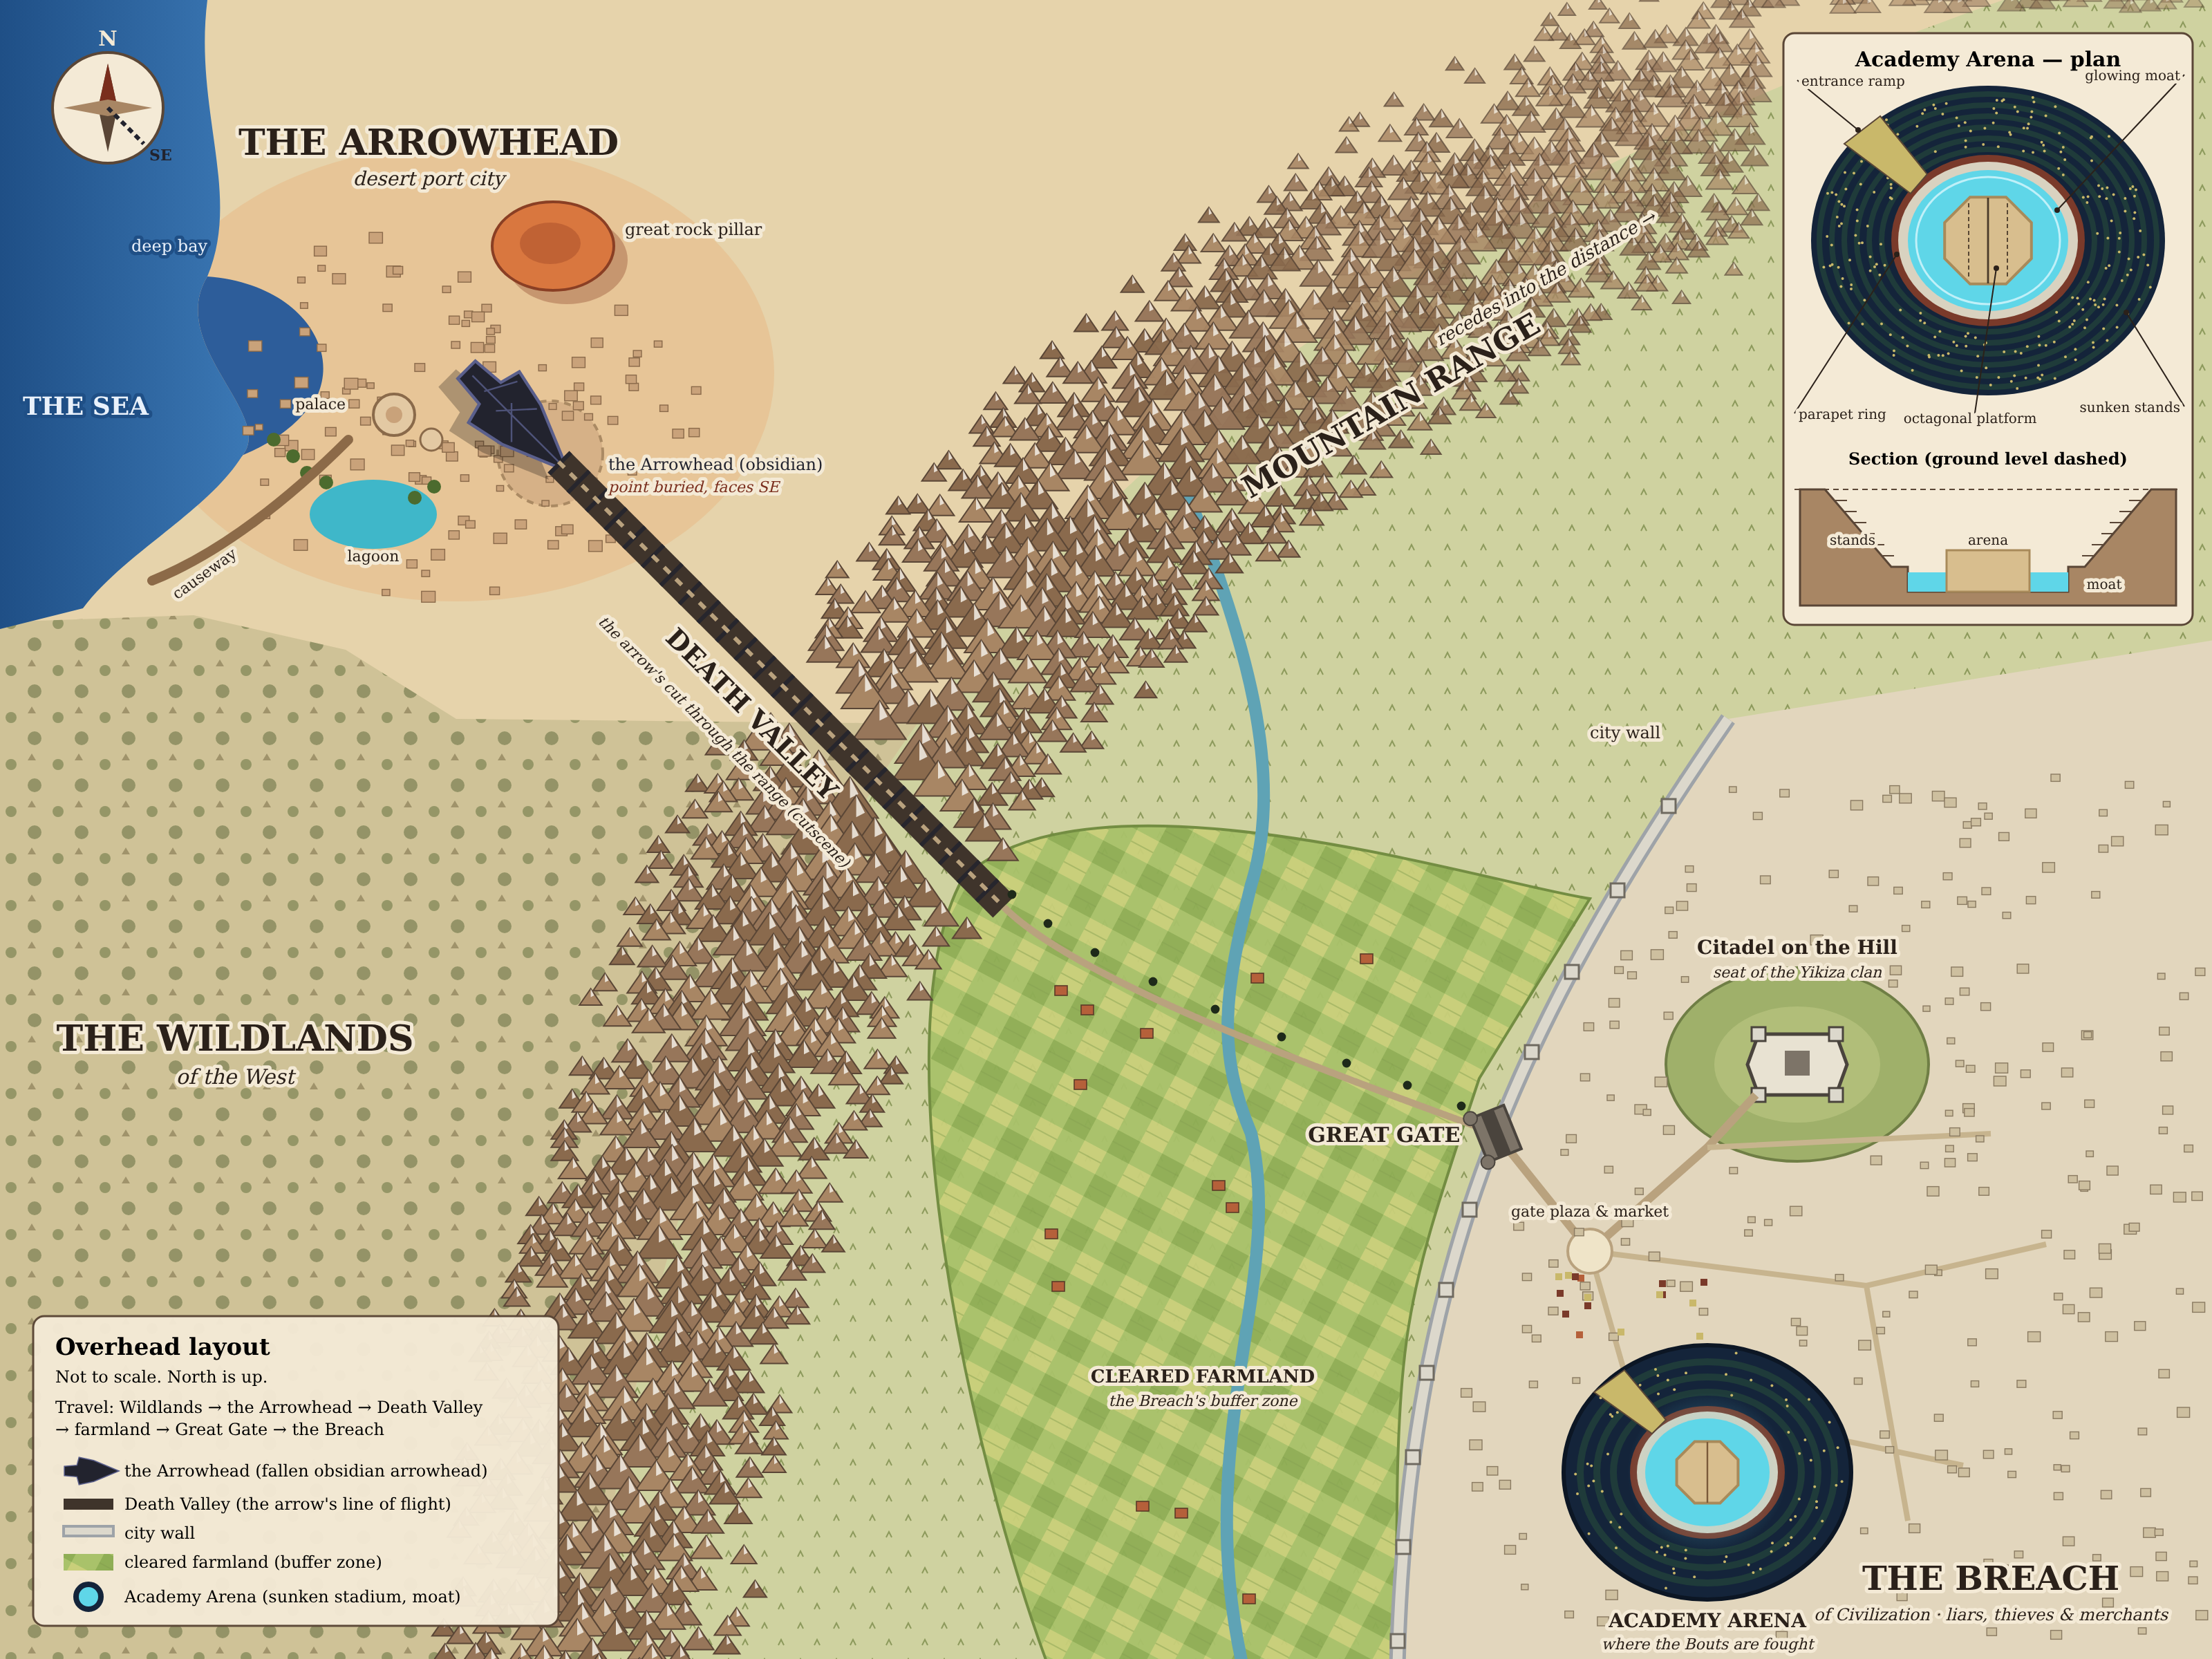 N
SE
THE ARROWHEAD
desert port city
deep bay
great rock pillar
THE SEA
palace
the Arrowhead (obsidian)
point buried, faces SE
lagoon
causeway
DEATH VALLEY
the arrow's cut through the range (cutscene)
recedes into the distance →
MOUNTAIN RANGE
Academy Arena — plan
entrance ramp
glowing moat
parapet ring
octagonal platform
sunken stands
Section (ground level dashed)
stands
arena
moat
city wall
Citadel on the Hill
seat of the Yikiza clan
THE WILDLANDS
of the West
GREAT GATE
gate plaza & market
CLEARED FARMLAND
the Breach's buffer zone
Overhead layout
Not to scale. North is up.
Travel: Wildlands → the Arrowhead → Death Valley
→ farmland → Great Gate → the Breach
the Arrowhead (fallen obsidian arrowhead)
Death Valley (the arrow's line of flight)
city wall
cleared farmland (buffer zone)
Academy Arena (sunken stadium, moat)
THE BREACH
of Civilization · liars, thieves & merchants
ACADEMY ARENA
where the Bouts are fought